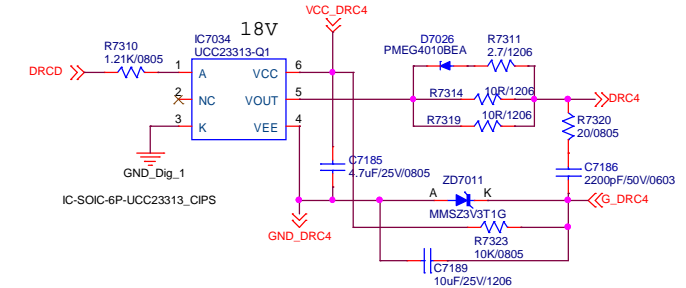 VCC_DRC4
18V
IC7034
UCC23313-Q1
R7310
1.21K/0805
DRCD
1
A
VCC
6
2
NC
VOUT
5
3
K
VEE
4
GND_Dig_1
IC-SOIC-6P-UCC23313_CIPS
D7026
PMEG4010BEA
R7311
2.7/1206
R7314
10R/1206
R7319
10R/1206
DRC4
R7320
20/0805
C7185
4.7uF/25V/0805
C7186
2200pF/50V/0603
ZD7011
A
K
MMSZ3V3T1G
G_DRC4
GND_DRC4
R7323
10K/0805
C7189
10uF/25V/1206